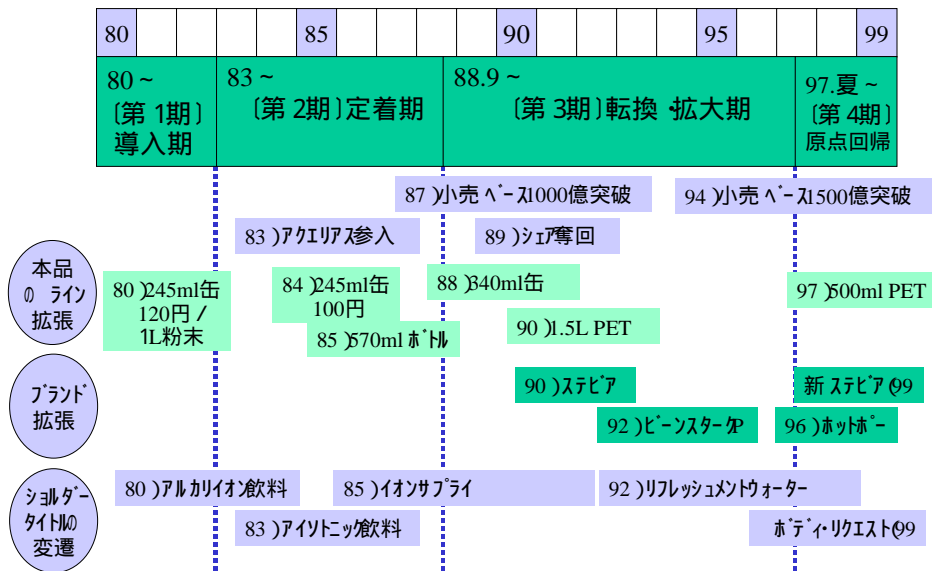 80 85 90 95 99
80 ~
〔第 1期〕
導入期
83 ~
〔第 2期〕定着期
88.9 ~
〔第 3期〕転換・拡大期
97.夏 ~
〔第 4期〕
原点回帰
87 )小売ベース1000億突破
94 )小売ベース1500億突破
83 )アクエリアス参入
89 )シェア奪回
本品
の ライン
拡張
80 )245ml缶
120円 /
1L粉末
84 )245ml缶
100円
85 )570mlボトル
88 )340ml缶
90 )1.5L PET
97 )500ml PET
ブランド
拡張
90 )ステビア
新ステビア(99
92 )ビーンスタークP
96 )ホットポー
ショルダー
タイトルの
変遷
80 )アルカリイオン飲料
85 )イオンサプライ
92 )リフレッシュメントウォーター
83 )アイソトニック飲料
ボディ・リクエスト(99